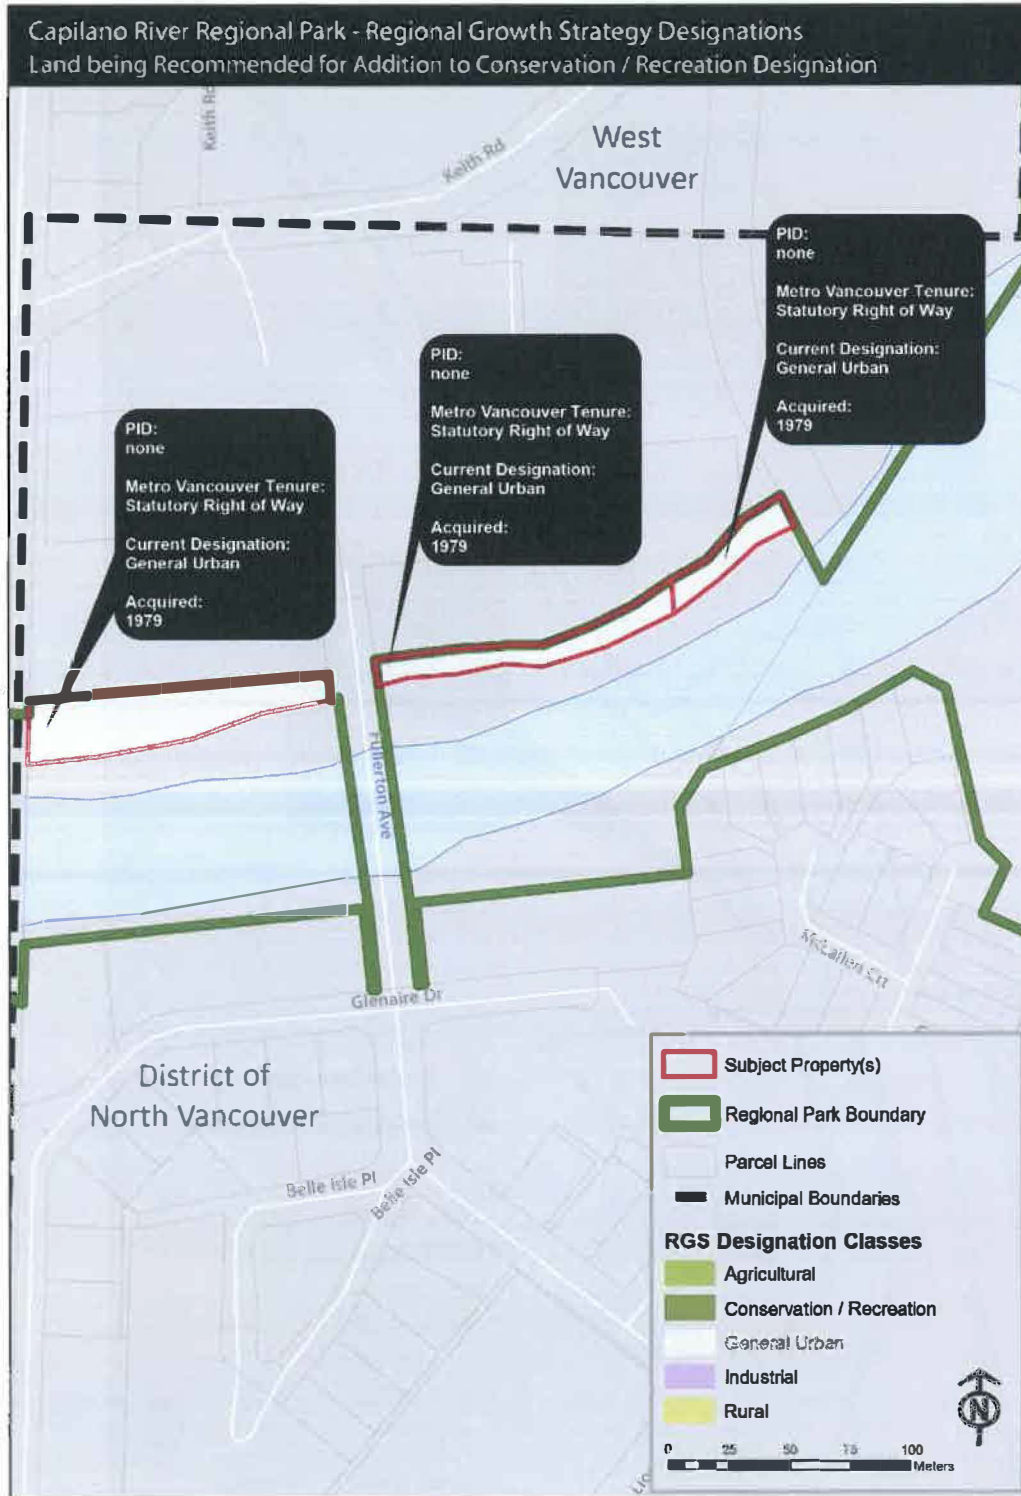 Capilano River Regional Park - Regional Growth Strategy Designations
Land being Recommended for Addition to Conservation / Recreation Designation
Keith Rd
Keith Rd
West
Vancouver
PID:
none
Metro Vancouver Tenure:
Statutory Right of Way
Current Designation:
General Urban
Acquired:
1979
PID:
none
Metro Vancouver Tenure:
Statutory Right of Way
Current Designation:
General Urban
Acquired:
1979
PID:
none
Metro Vancouver Tenure:
Statutory Right of Way
Current Designation:
General Urban
Acquired:
1979
Fullerton Ave
McLallen Crt
Glenaire Dr
District of
North Vancouver
Belle Isle Pl
Belle Isle Pl
Subject Property(s)
Regional Park Boundary
Parcel Lines
Municipal Boundaries
RGS Designation Classes
Agricultural
Conservation / Recreation
General Urban
Industrial
Rural
N
0 25 50 75 100
Meters